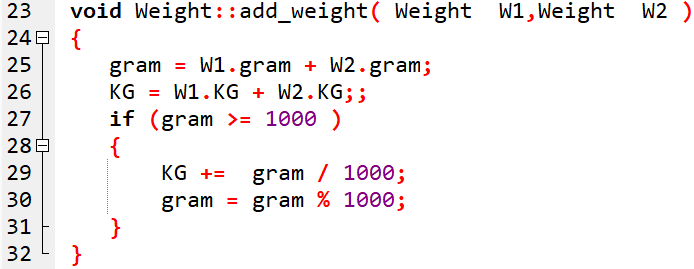 23 void Weight::add_weight( Weight  W1,Weight  W2 )
24 {
25    gram = W1.gram + W2.gram;
26    KG = W1.KG + W2.KG;;
27    if (gram >= 1000 )
28    {
29        KG +=  gram / 1000;
30        gram = gram % 1000;
31    }
32 }